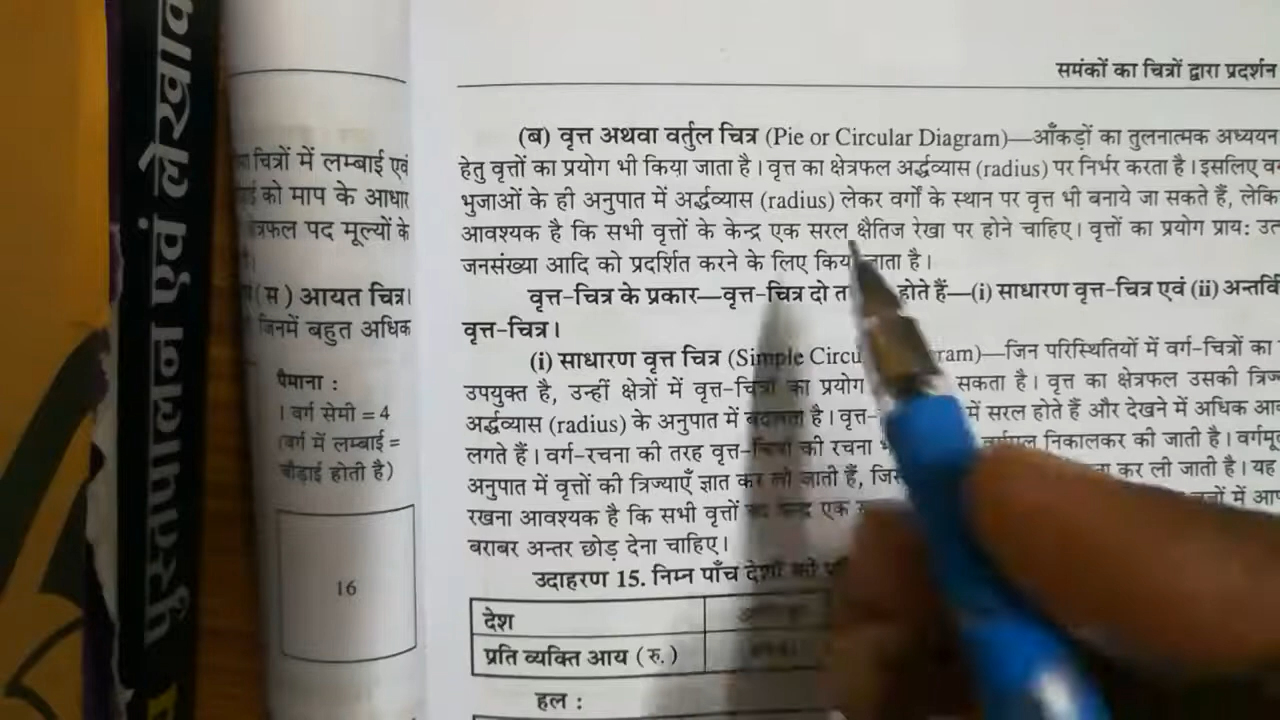 पुस्तपालन एवं लेखाक
चित्रों में लम्बाई एवं
को माप के आधार
पद मूल्यों के
(स) आयत चित्र।
जिनमें बहुत अधिक
पैमाना :
1 वर्ग सेमी = 4
(वर्ग में लम्बाई =
चौड़ाई होती है)
16
समंकों का चित्रों द्वारा प्रदर्शन
(ब) वृत्त अथवा वर्तुल चित्र (Pie or Circular Diagram)—आँकड़ों का तुलनात्मक अध्ययन
हेतु वृत्तों का प्रयोग भी किया जाता है। वृत्त का क्षेत्रफल अर्द्धव्यास (radius) पर निर्भर करता है। इसलिए
भुजाओं के ही अनुपात में अर्द्धव्यास (radius) लेकर वर्गों के स्थान पर वृत्त भी बनाये जा सकते हैं,
आवश्यक है कि सभी वृत्तों के केन्द्र एक सरल क्षैतिज रेखा पर होने चाहिए। वृत्तों का प्रयोग प्राय:
जनसंख्या आदि को प्रदर्शित करने के लिए किया जाता है।
वृत्त-चित्र के प्रकार—वृत्त-चित्र दो होते हैं—(i) साधारण वृत्त-चित्र एवं (ii)
वृत्त-चित्र।
(i) साधारण वृत्त चित्र (Simple ram)—जिन परिस्थितियों में वर्ग-चित्रों का
उपयुक्त है, उन्हीं क्षेत्रों में वृत्त-चित्रों का प्रयोग सकता है। वृत्त का क्षेत्रफल उसकी
अर्द्धव्यास (radius) के अनुपात में बदलता है। वृत्त- में सरल होते हैं और देखने में अधिक
लगते हैं। वर्ग-रचना की तरह वृत्त-चित्रों की रचना निकालकर की जाती है।
अनुपात में वृत्तों की त्रिज्याएँ ज्ञात कर ली जाती हैं, कर ली जाती है। यह
रखना आवश्यक है कि सभी वृत्तों एक
बराबर अन्तर छोड़ देना चाहिए।
उदाहरण 15. निम्न पाँच देशों की
देश
प्रति व्यक्ति आय (रु.)
हल :